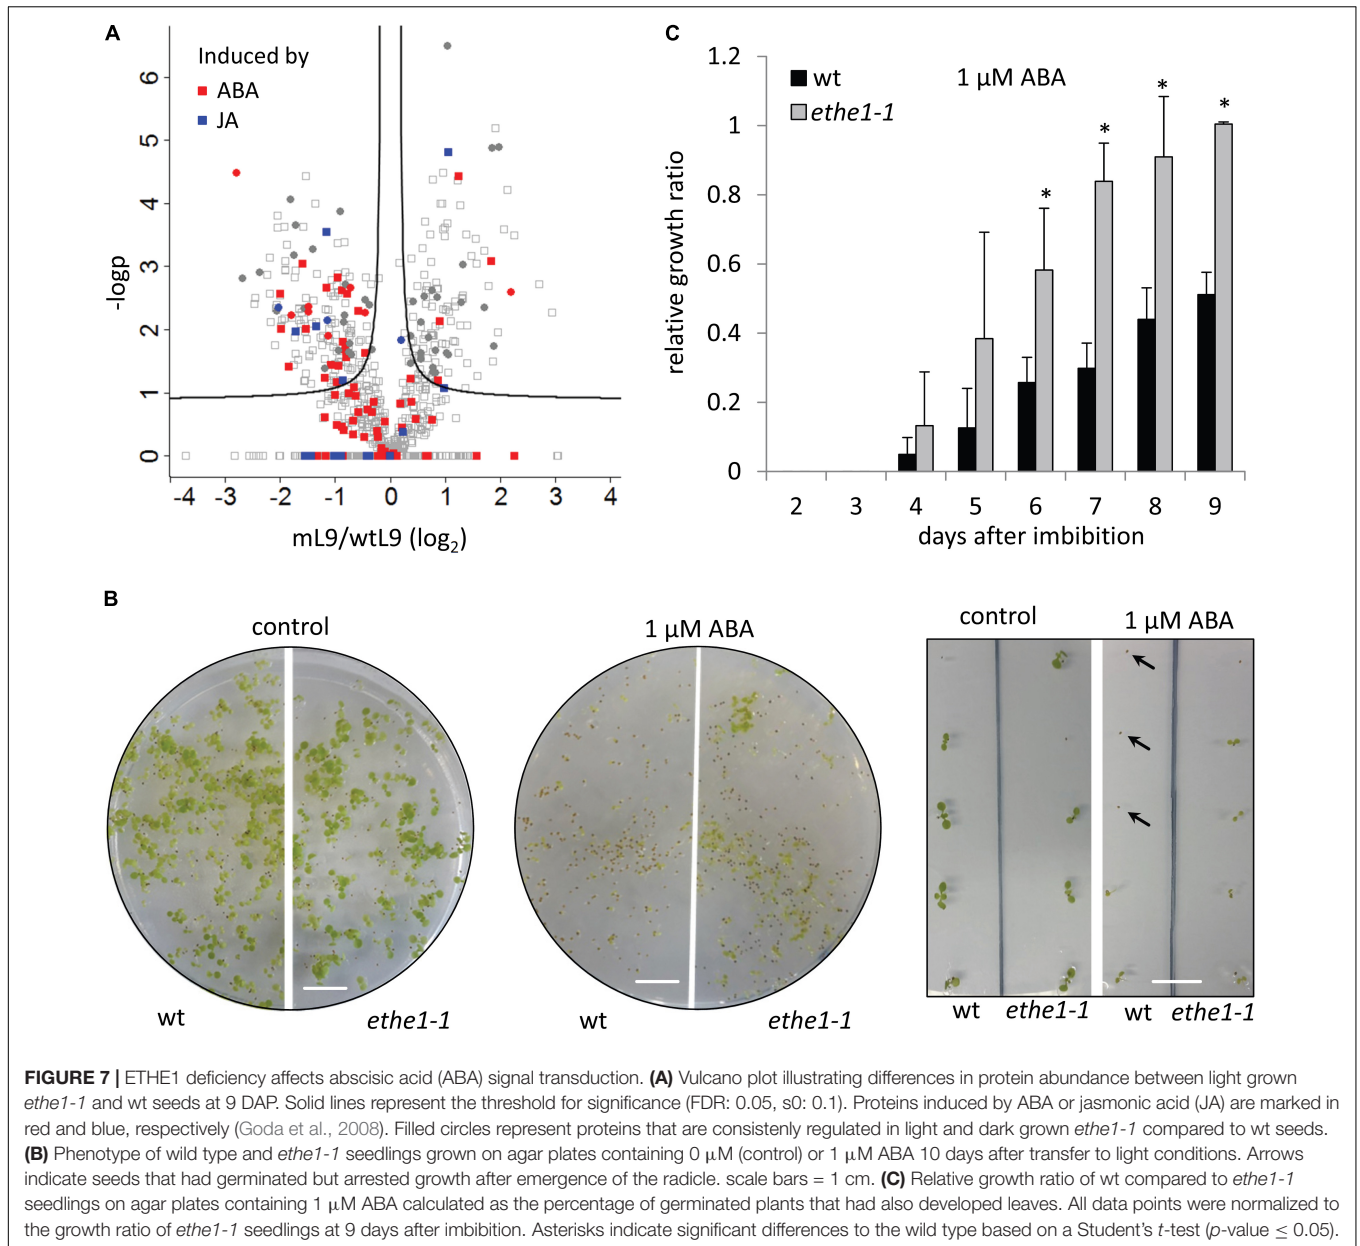 A
Induced by
ABA
JA
6
5
4
3
2
1
0
-logp
-4 -3 -2 -1 0 1 2 3 4
mL9/wtL9 (log2)
C
1.2
1
0.8
0.6
0.4
0.2
0
relative growth ratio
wt
ethe1-1
1 µM ABA
* * * *
2 3 4 5 6 7 8 9
days after imbibition
B
control
wt ethe1-1
1 µM ABA
wt ethe1-1
control 1 µM ABA
wt ethe1-1 wt ethe1-1
FIGURE 7 | ETHE1 deficiency affects abscisic acid (ABA) signal transduction. (A) Vulcano plot illustrating differences in protein abundance between light grown
ethe1-1 and wt seeds at 9 DAP. Solid lines represent the threshold for significance (FDR: 0.05, s0: 0.1). Proteins induced by ABA or jasmonic acid (JA) are marked in
red and blue, respectively (Goda et al., 2008). Filled circles represent proteins that are consistenly regulated in light and dark grown ethe1-1 compared to wt seeds.
(B) Phenotype of wild type and ethe1-1 seedlings grown on agar plates containing 0 µM (control) or 1 µM ABA 10 days after transfer to light conditions. Arrows
indicate seeds that had germinated but arrested growth after emergence of the radicle. scale bars = 1 cm. (C) Relative growth ratio of wt compared to ethe1-1
seedlings on agar plates containing 1 µM ABA calculated as the percentage of germinated plants that had also developed leaves. All data points were normalized to
the growth ratio of ethe1-1 seedlings at 9 days after imbibition. Asterisks indicate significant differences to the wild type based on a Student's t-test (p-value ≤ 0.05).